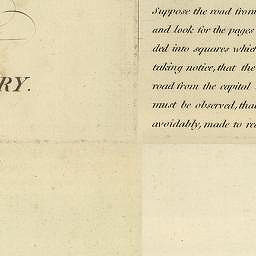 RY.
Suppose the road from
and look for the pages
ded into squares whic
taking notice, that the
road from the capital
must be observed, that
avoidably, made to re